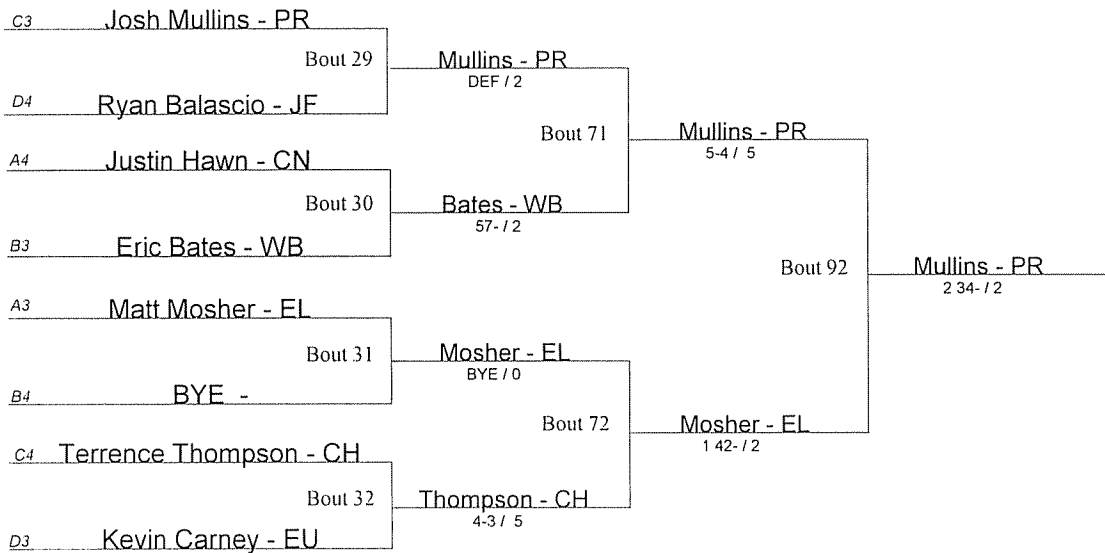 C3 Josh Mullins - PR
Bout 29
Mullins - PR
DEF / 2
D4 Ryan Balascio - JF
Bout 71
Mullins - PR
5-4 / 5
A4 Justin Hawn - CN
Bout 30
Bates - WB
57- / 2
B3 Eric Bates - WB
Bout 92
Mullins - PR
2 34- / 2
A3 Matt Mosher - EL
Bout 31
Mosher - EL
BYE / 0
B4 BYE -
Bout 72
Mosher - EL
1 42- / 2
C4 Terrence Thompson - CH
Bout 32
Thompson - CH
4-3 / 5
D3 Kevin Carney - EU